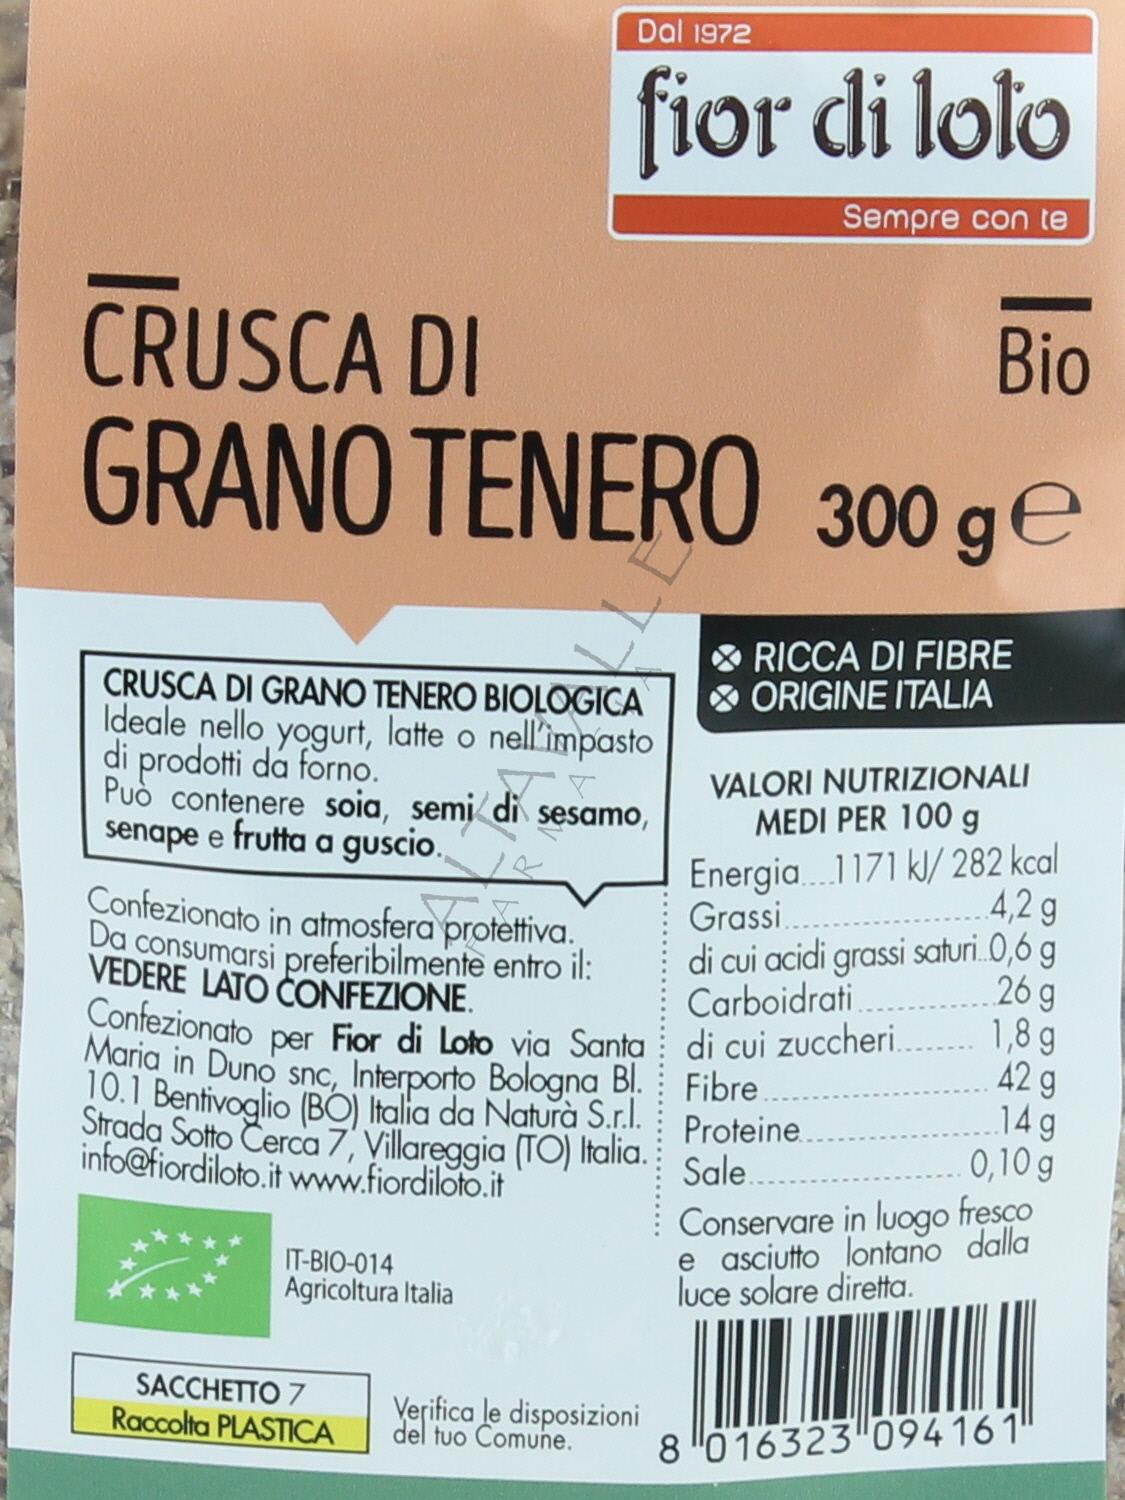 Dal 1972
fior di loto
Sempre con te
CRUSCA DI
GRANO TENERO
Bio
300 g e
RICCA DI FIBRE
ORIGINE ITALIA
CRUSCA DI GRANO TENERO BIOLOGICA
Ideale nello yogurt, latte o nell'impasto
di prodotti da forno.
Può contenere soia, semi di sesamo,
senape e frutta a guscio.
Confezionato in atmosfera protettiva.
Da consumarsi preferibilmente entro il:
VEDERE LATO CONFEZIONE.
Confezionato per Fior di Loto via Santa
Maria in Duno snc, Interporto Bologna Bl.
10.1 Bentivoglio (BO) Italia da Naturà S.r.l.
Strada Sotto Cerca 7, Villareggia (TO) Italia.
info@fiordiloto.it www.fiordiloto.it
IT-BIO-014
Agricoltura Italia
SACCHETTO 7
Raccolta PLASTICA
Verifica le disposizioni
del tuo Comune.
VALORI NUTRIZIONALI
MEDI PER 100 g
Energia....1171 kJ/ 282 kcal
Grassi....4,2 g
di cui acidi grassi saturi..0,6 g
Carboidrati....26 g
di cui zuccheri....1,8 g
Fibre....42 g
Proteine....14 g
Sale....0,10 g
Conservare in luogo fresco
e asciutto lontano dalla
luce solare diretta.
8 016323 094161
ALTAVALLE
FARMA